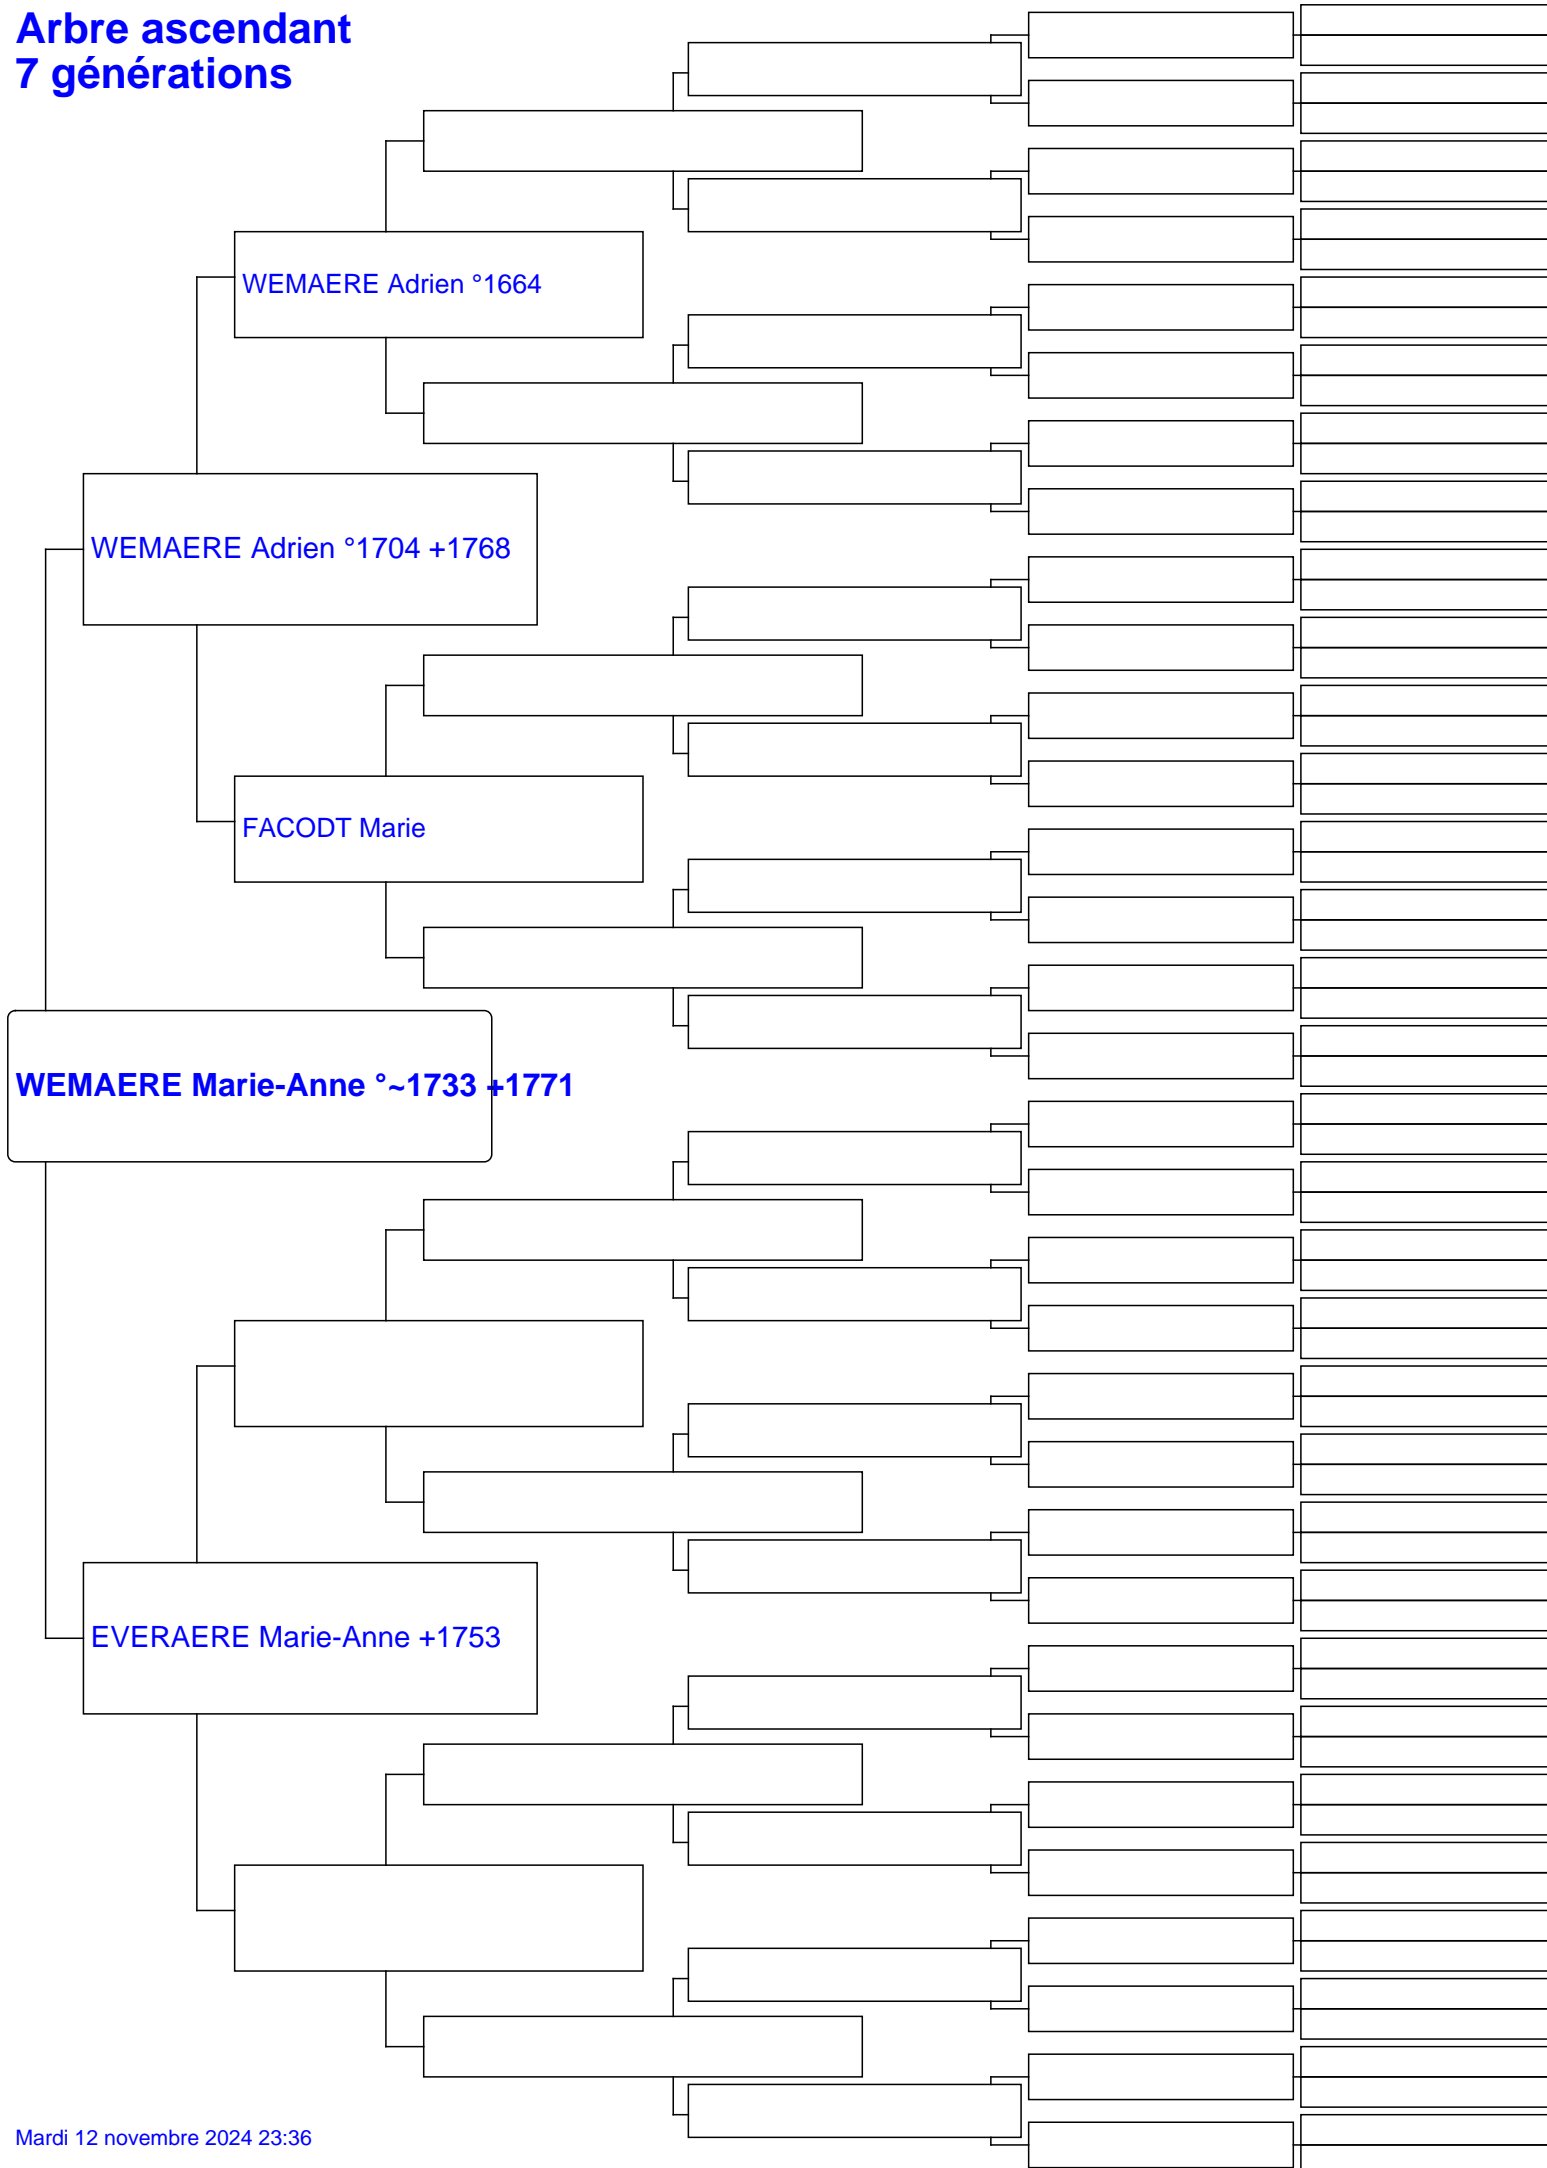 Arbre ascendant
7 générations
WEMAERE Adrien °1664
WEMAERE Adrien °1704 +1768
FACODT Marie
WEMAERE Marie-Anne °~1733 +1771
EVERAERE Marie-Anne +1753
Mardi 12 novembre 2024 23:36